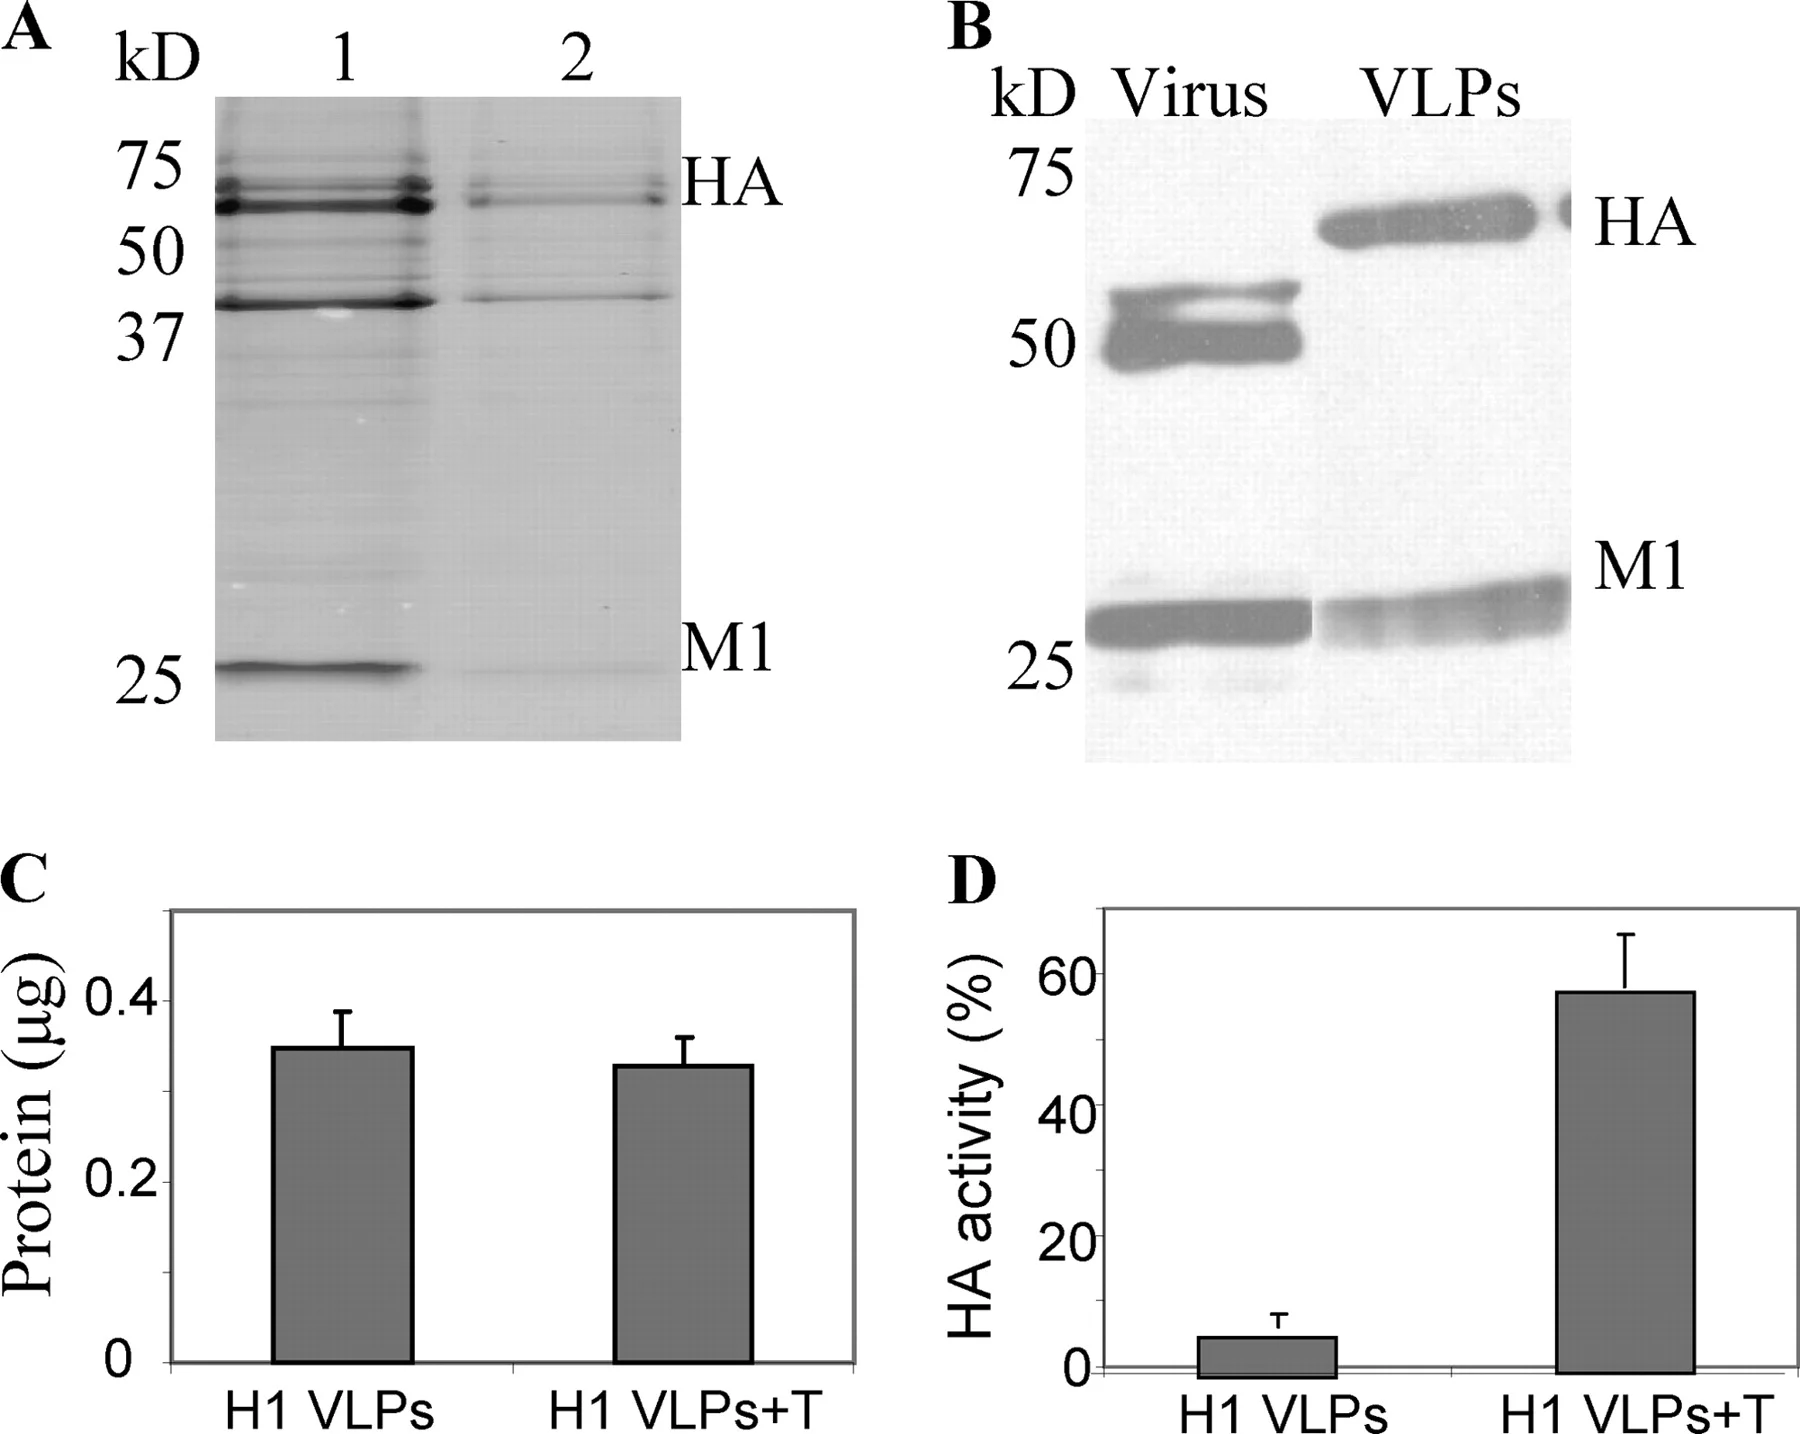 A
kD 1 2
75
HA
50
37
M1
25
B
kD Virus VLPs
75
HA
50
M1
25
C
Protein (µg)
0.4
0.2
0
H1 VLPs H1 VLPs+T
D
HA activity (%)
60
40
20
0
H1 VLPs H1 VLPs+T